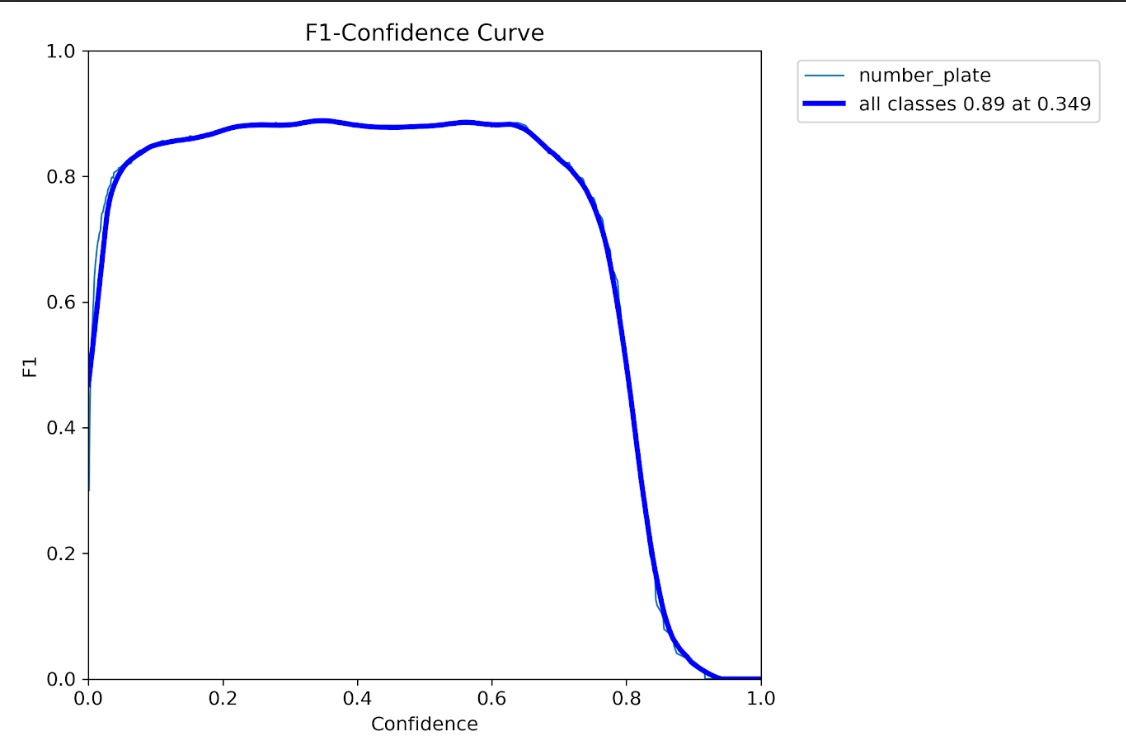 F1-Confidence Curve
number_plate
all classes 0.89 at 0.349
1.0
0.8
0.6
0.4
0.2
0.0
F1
0.0 0.2 0.4 0.6 0.8 1.0
Confidence